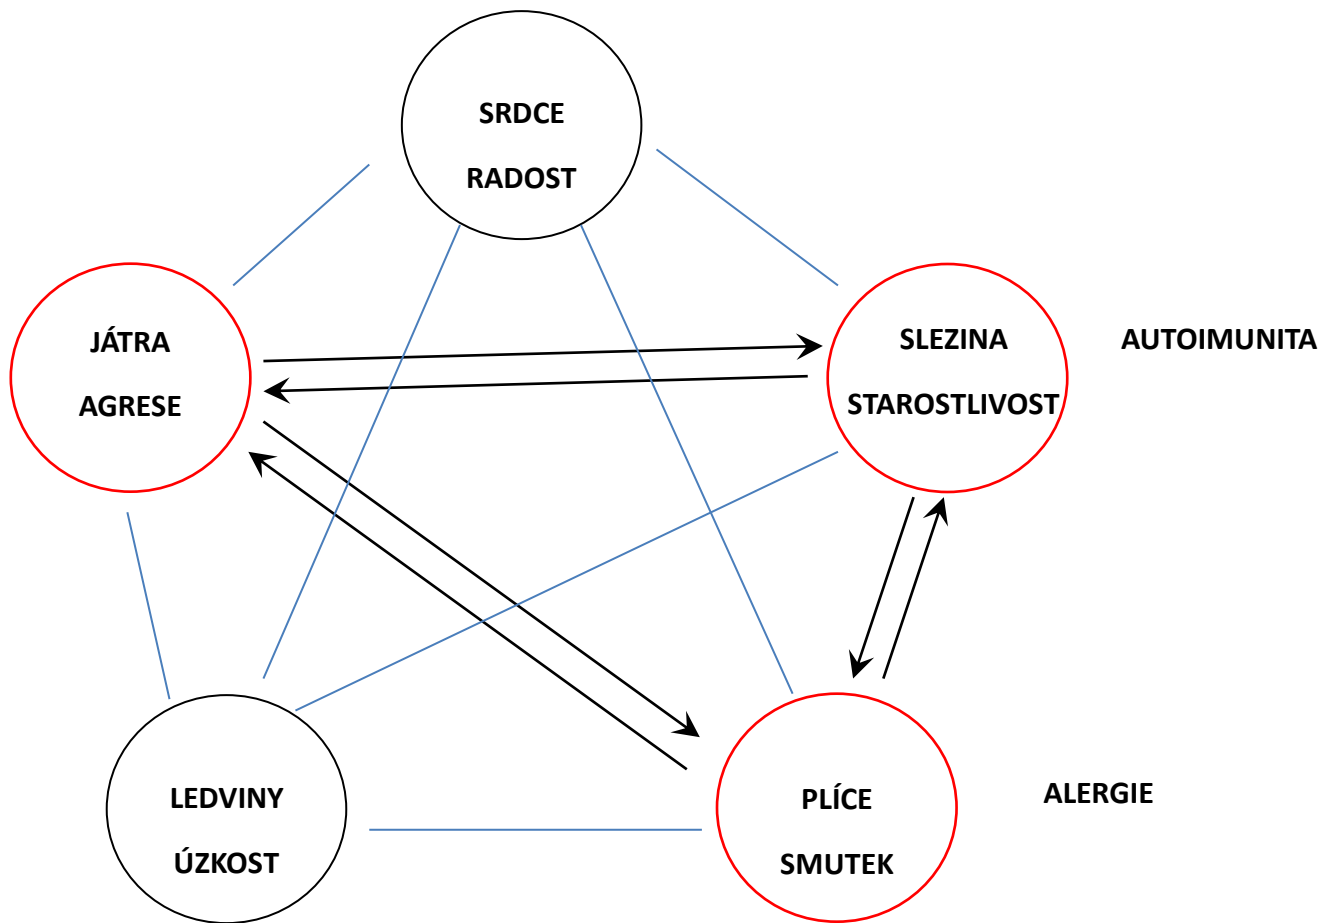 SRDCE
RADOST
JÁTRA
AGRESE
SLEZINA
STAROSTLIVOST
AUTOIMUNITA
LEDVINY
ÚZKOST
PLÍCE
SMUTEK
ALERGIE